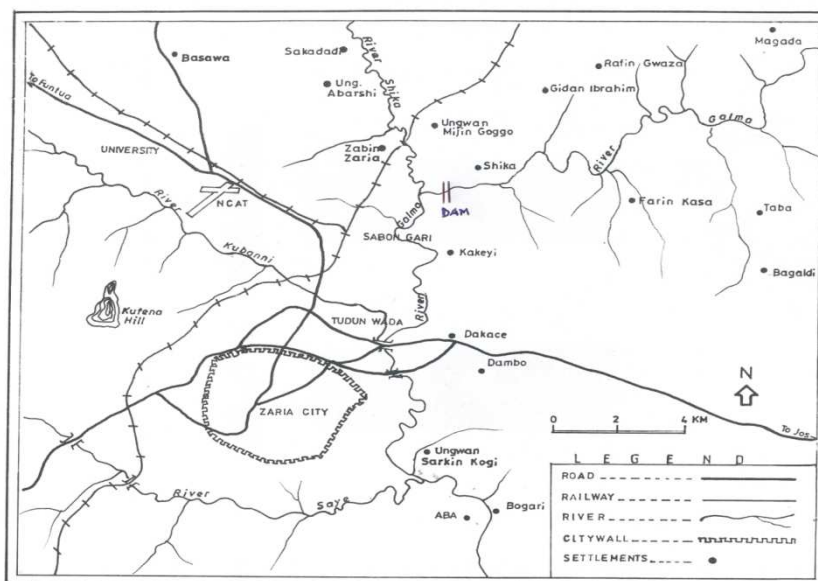 Magada
Basawa
Sakadadi
Rafin Gwaza
River
Shika
To Funtua
Ung.
Abarshi
Gidan Ibrahim
Galma
Ungwan
Mijin Goggo
UNIVERSITY
Zabin
Zaria
River
Shika
River
NCAT
DAM
Galma
Farin Kasa
Taba
SABON GARI
Kubanni
Kakeyi
Bagaldi
River
Kufena
Hill
TUDUN WADA
Dakace
Dambo
N
ZARIA CITY
0 2 4 KM
To Jos
Ungwan
Sarkin Kogi
LEGEND
ROAD
RAILWAY
River
Saye
Bogari
ABA
RIVER
CITYWALL
SETTLEMENTS